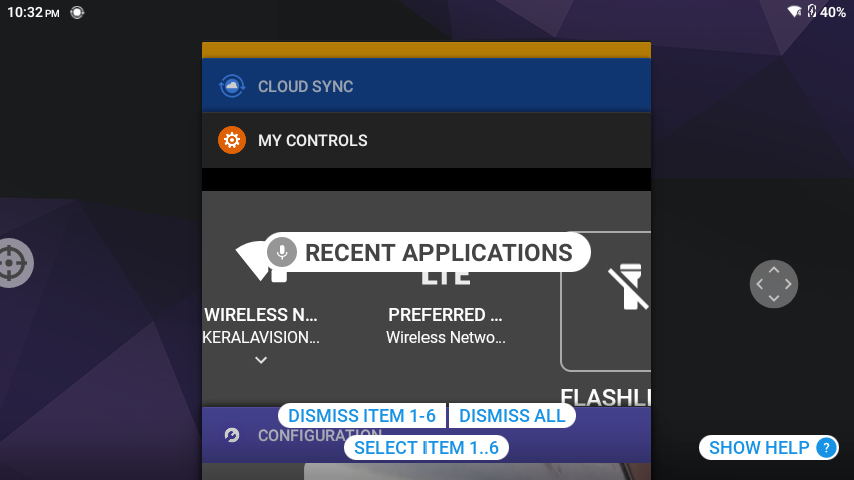 10:32 PM
40%
CLOUD SYNC
MY CONTROLS
RECENT APPLICATIONS
LTE
WIRELESS N...
PREFERRED ...
KERALAVISION...
Wireless Netwo...
FLASHLI
DISMISS ITEM 1-6
DISMISS ALL
CONFIGURATION
SELECT ITEM 1..6
SHOW HELP ?